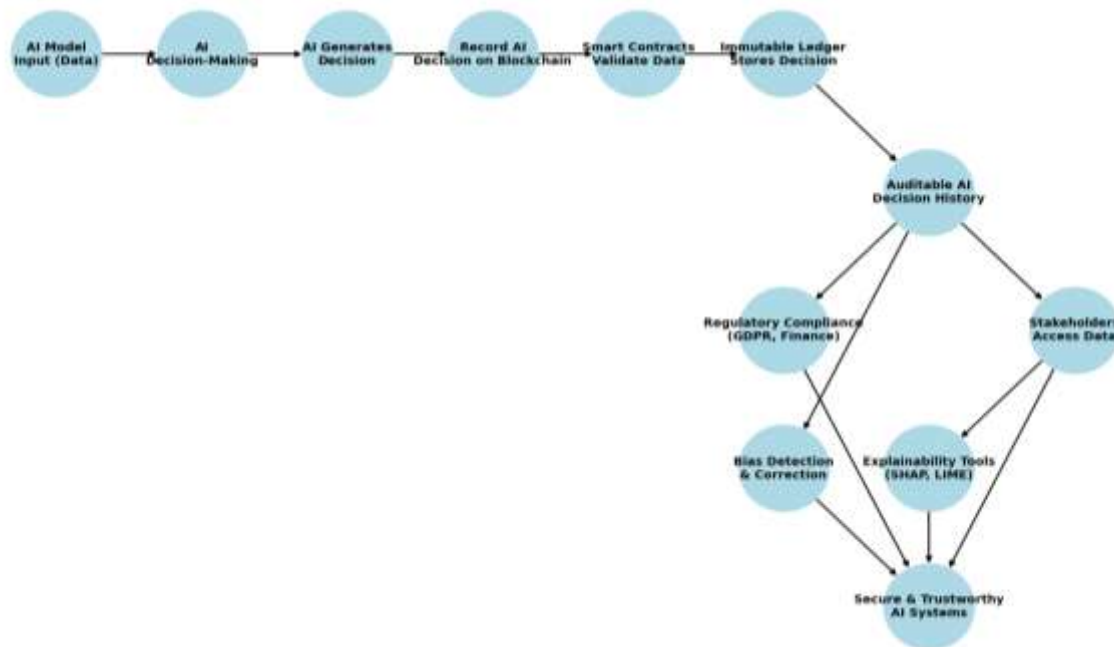 AI Model
Input (Data)
AI
Decision-Making
AI Generates
Decision
Record AI
Decision on Blockchain
Smart Contracts
Validate Data
Immutable Ledger
Stores Decision
Auditable AI
Decision History
Regulatory Compliance
(GDPR, Finance)
Stakeholders
Access Data
Bias Detection
& Correction
Explainability Tools
(SHAP, LIME)
Secure & Trustworthy
AI Systems